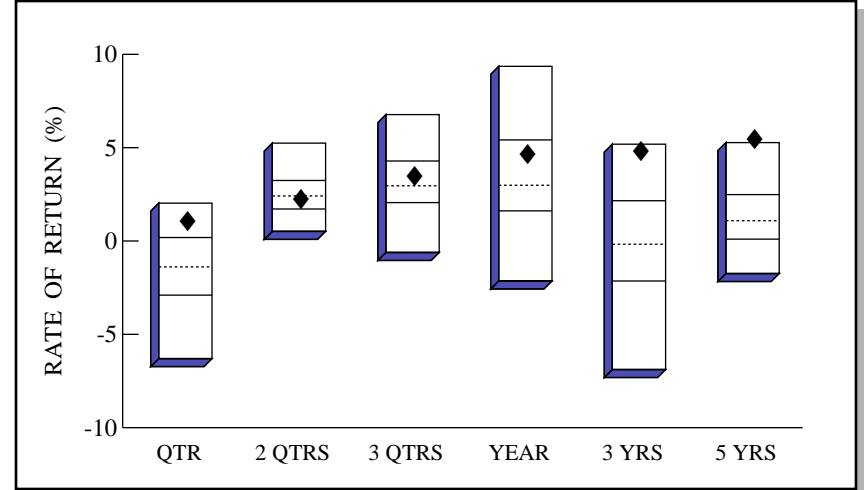 RATE OF RETURN (%)
10
5
0
-5
-10
QTR 2 QTRS 3 QTRS YEAR 3 YRS 5 YRS